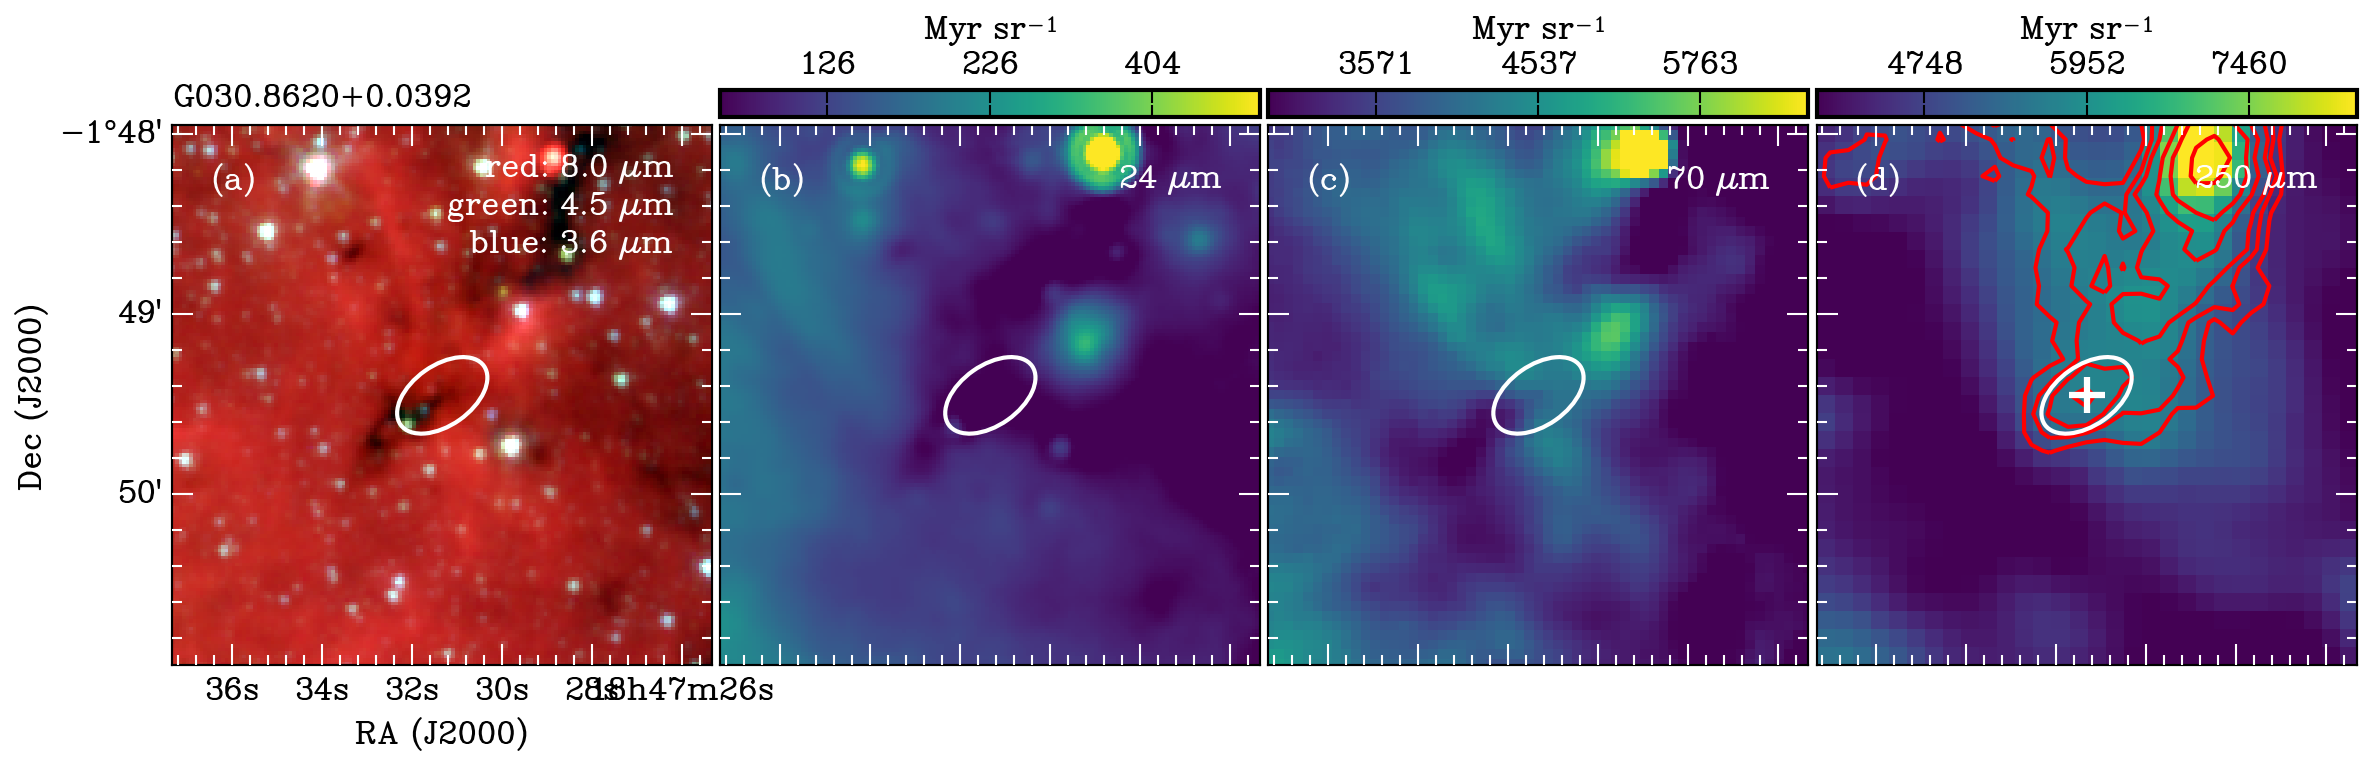 Myr sr⁻¹
Myr sr⁻¹
Myr sr⁻¹
126 226 404
3571 4537 5763
4748 5952 7460
G030.8620+0.0392
−1°48'
49'
50'
Dec (J2000)
(a)
red: 8.0 μm
green: 4.5 μm
blue: 3.6 μm
(b)
24 μm
(c)
70 μm
(d)
250 μm
36s 34s 32s 30s 28s 18h47m26s
RA (J2000)